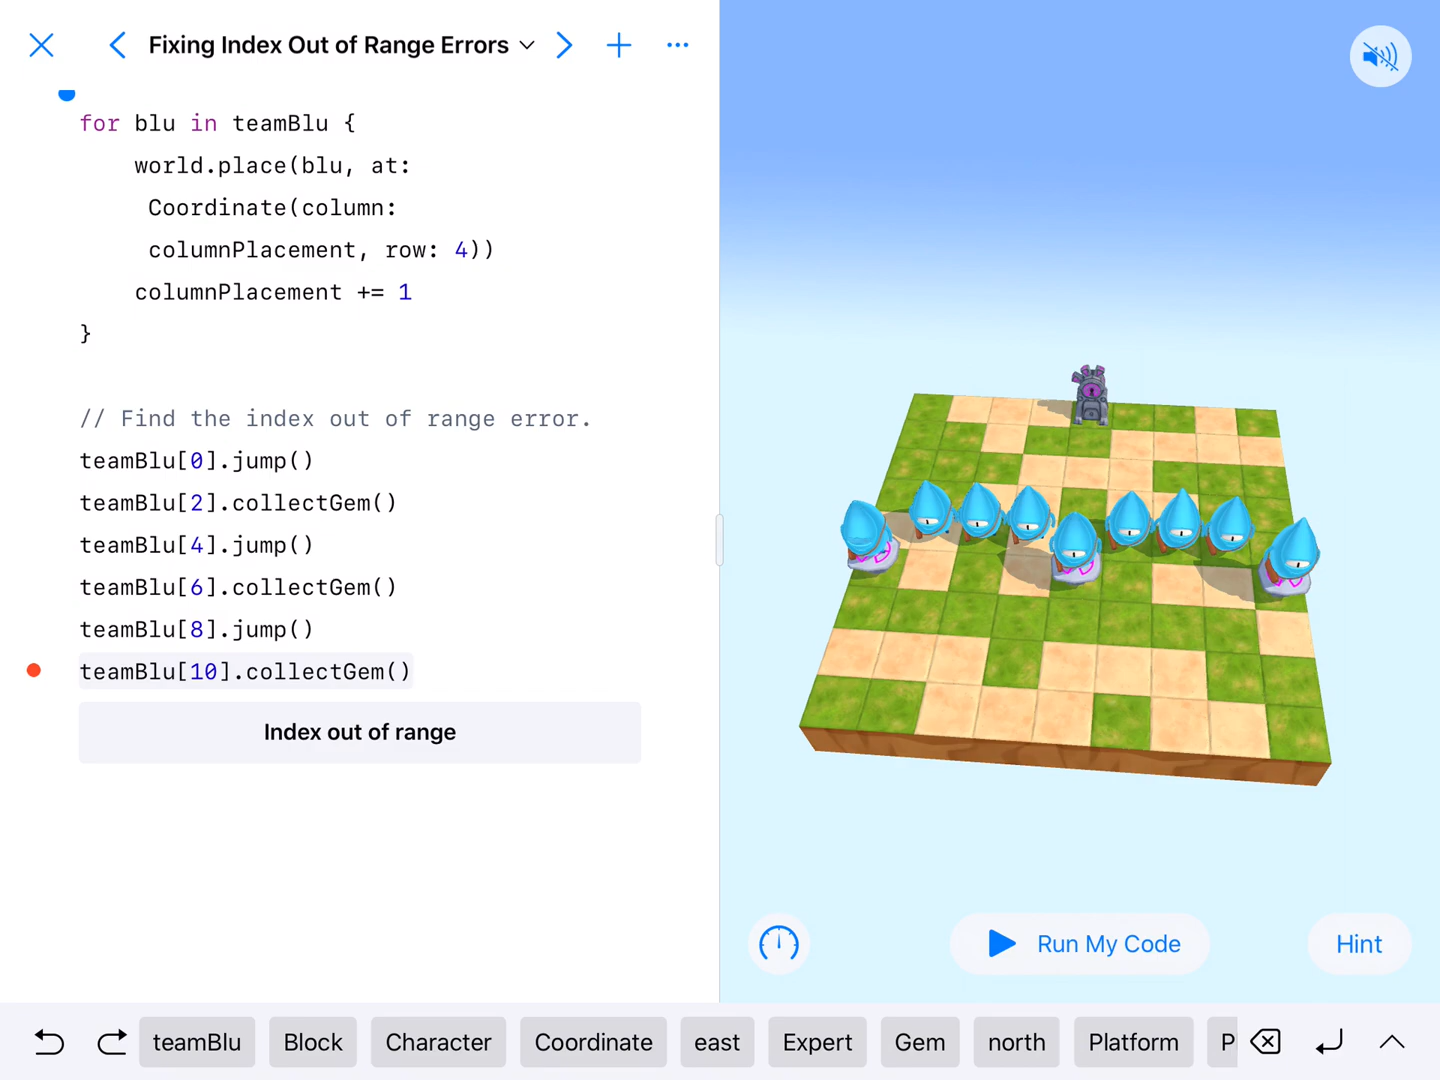 Fixing Index Out of Range Errors
for blu in teamBlu {
world.place(blu, at:
Coordinate(column:
columnPlacement, row: 4))
columnPlacement += 1
}
// Find the index out of range error.
teamBlu[0].jump()
teamBlu[2].collectGem()
teamBlu[4].jump()
teamBlu[6].collectGem()
teamBlu[8].jump()
teamBlu[10].collectGem()
Index out of range
Run My Code
Hint
teamBlu Block Character Coordinate east Expert Gem north Platform P